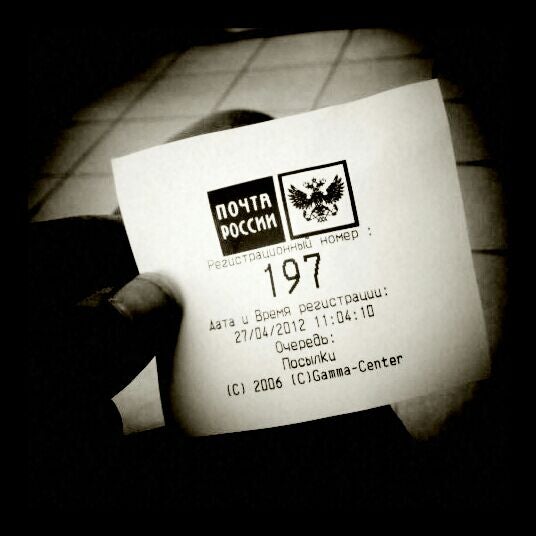 ПОЧТА
РОССИИ
Регистрационный номер :
197
Дата и Время регистрации:
27/04/2012 11:04:10
Очередь:
Посылки
(C) 2006 (C)Gamma-Center